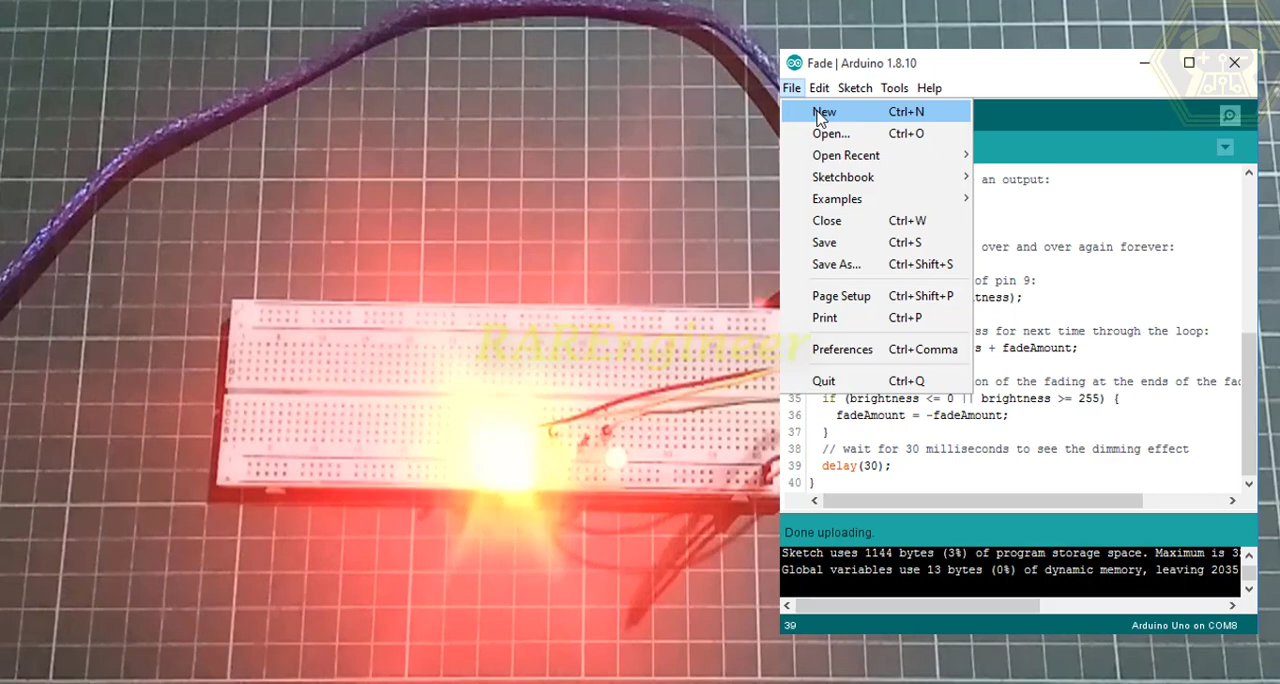 Fade | Arduino 1.8.10
File Edit Sketch Tools Help
New Ctrl+N
Open... Ctrl+O
Open Recent
Sketchbook
Examples
Close Ctrl+W
Save Ctrl+S
Save As... Ctrl+Shift+S
Page Setup Ctrl+Shift+P
Print Ctrl+P
Preferences Ctrl+Comma
Quit Ctrl+Q
an output:
over and over again forever:
of pin 9:
tness);
ss for next time through the loop:
s + fadeAmount;
on of the fading at the ends of the fad
35 if (brightness <= 0 || brightness >= 255) {
36 fadeAmount = -fadeAmount;
37 }
38 // wait for 30 milliseconds to see the dimming effect
39 delay(30);
40 }
Done uploading.
Sketch uses 1144 bytes (3%) of program storage space. Maximum is 3
Global variables use 13 bytes (0%) of dynamic memory, leaving 2035
39 Arduino Uno on COM8
RAREngineer